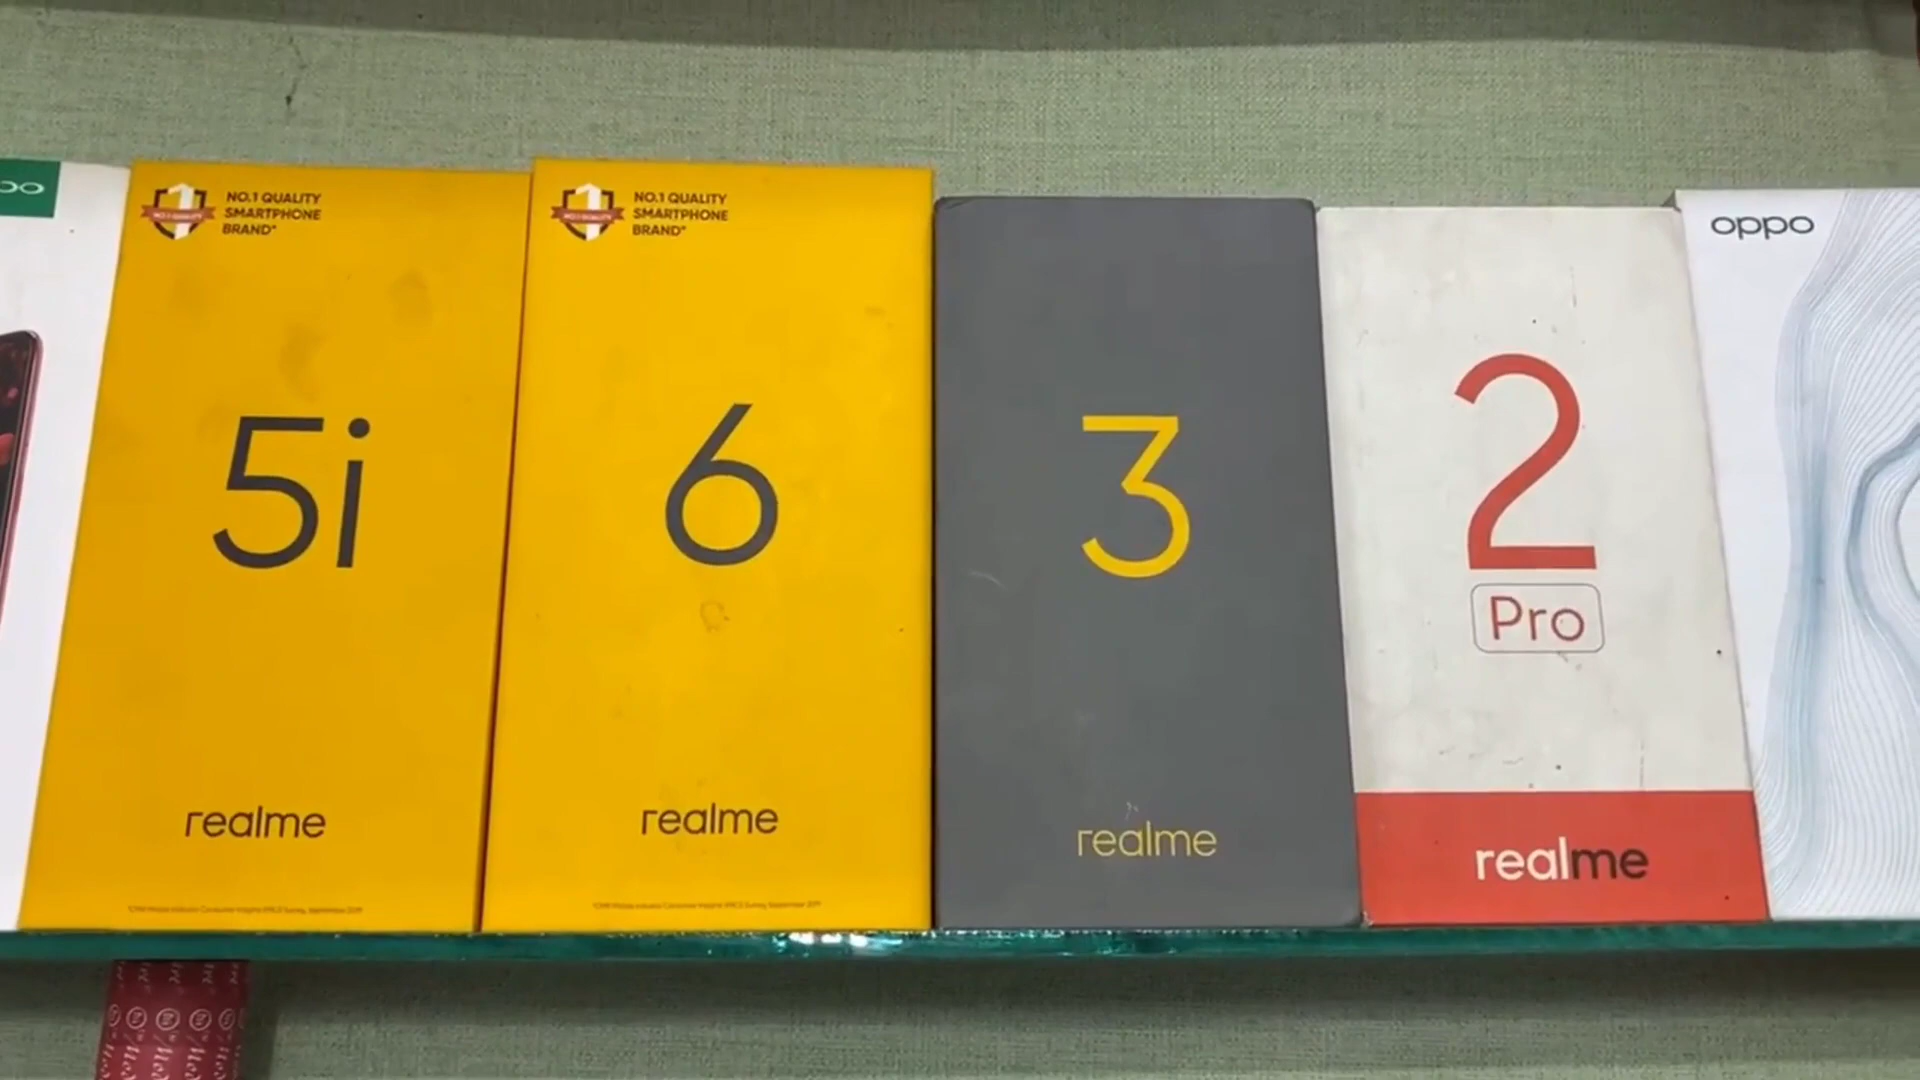 NO.1 QUALITY
SMARTPHONE
BRAND*
5i
realme
NO.1 QUALITY
SMARTPHONE
BRAND*
6
realme
3
realme
2
Pro
realme
oppo